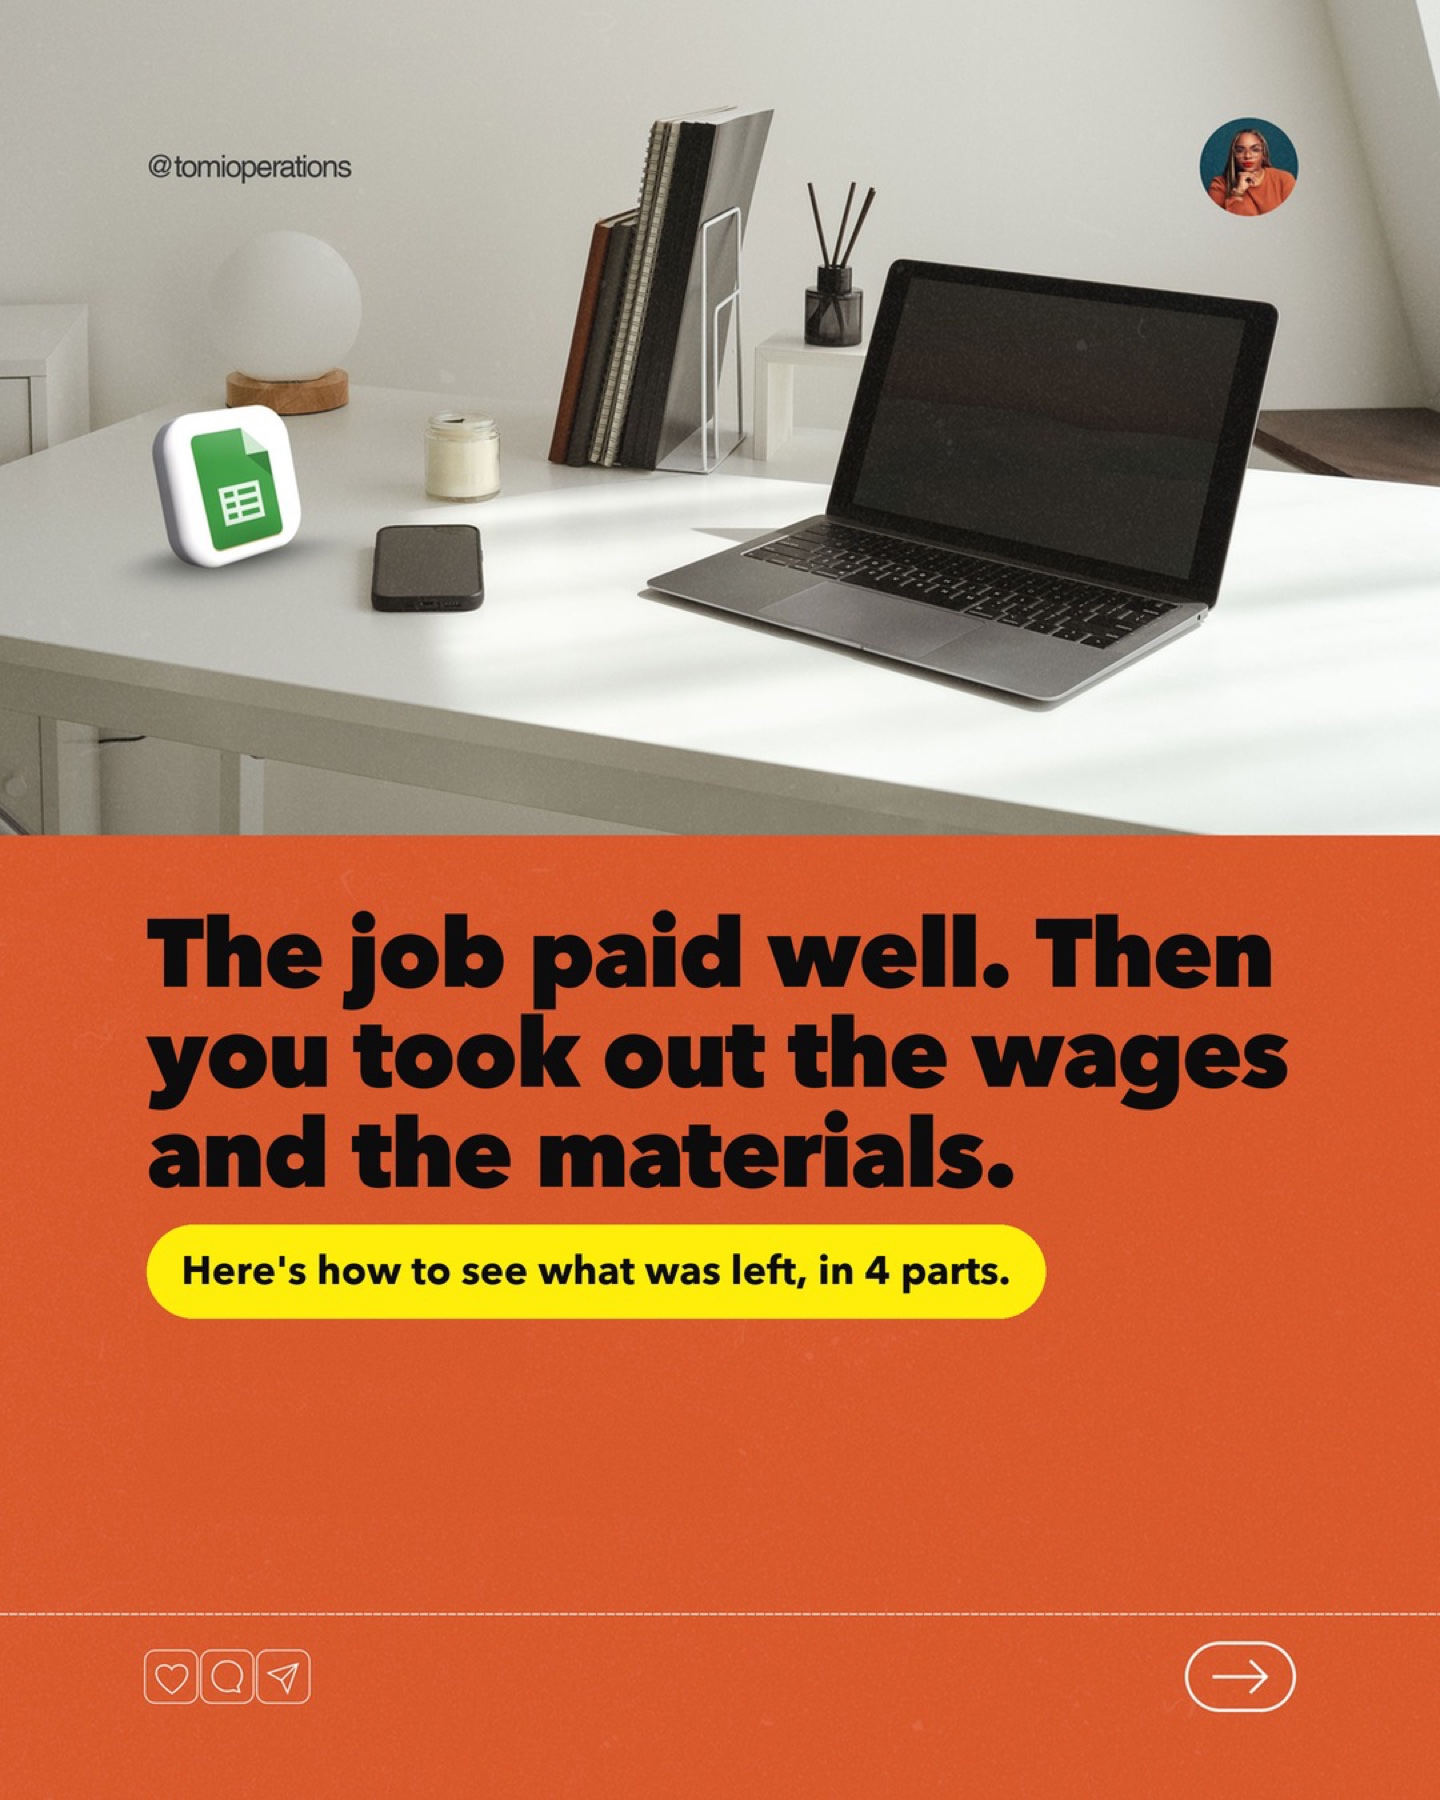 @tomioperations
The job paid well. Then
you took out the wages
and the materials.
Here's how to see what was left, in 4 parts.